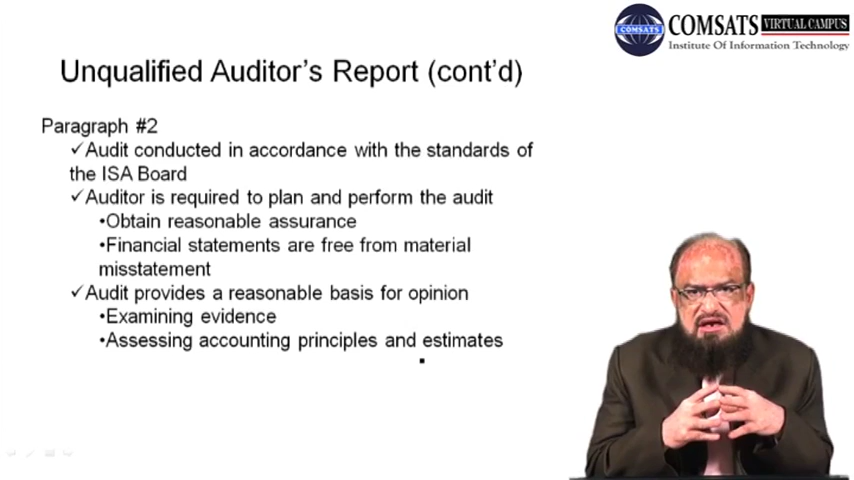 COMSATS VIRTUAL CAMPUS
Institute Of Information Technology
COMSATS
Unqualified Auditor's Report (cont'd)
Paragraph #2
✓Audit conducted in accordance with the standards of
the ISA Board
✓Auditor is required to plan and perform the audit
•Obtain reasonable assurance
•Financial statements are free from material
misstatement
✓Audit provides a reasonable basis for opinion
•Examining evidence
•Assessing accounting principles and estimates